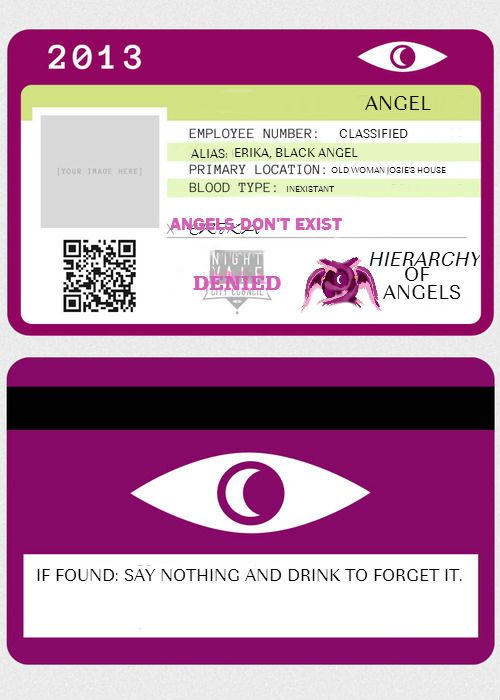 2013
ANGEL
[YOUR IMAGE HERE]
EMPLOYEE NUMBER: CLASSIFIED
ALIAS: ERIKA, BLACK ANGEL
PRIMARY LOCATION: OLD WOMAN JOSIE'S HOUSE
BLOOD TYPE: INEXISTANT
X
ANGELS DON'T EXIST
NIGHT
VALE
CITY COUNCIL
DENIED
HIERARCHY
OF
ANGELS
IF FOUND: SAY NOTHING AND DRINK TO FORGET IT.